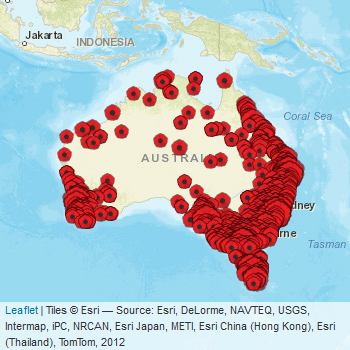 INDONESIA
Jakarta
Coral Sea
AUSTRALI
dney
rne
Tasman
Leaflet | Tiles © Esri — Source: Esri, DeLorme, NAVTEQ, USGS,
Intermap, iPC, NRCAN, Esri Japan, METI, Esri China (Hong Kong), Esri
(Thailand), TomTom, 2012